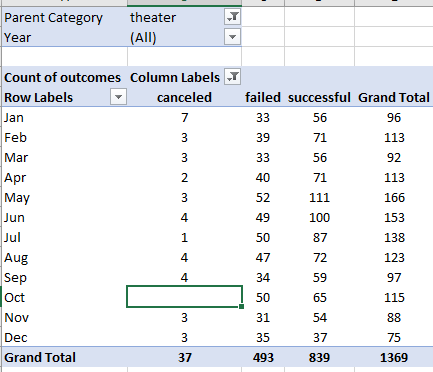 Parent Category theater
Year (All)
Count of outcomes Column Labels
Row Labels canceled failed successful Grand Total
Jan 7 33 56 96
Feb 3 39 71 113
Mar 3 33 56 92
Apr 2 40 71 113
May 3 52 111 166
Jun 4 49 100 153
Jul 1 50 87 138
Aug 4 47 72 123
Sep 4 34 59 97
Oct 50 65 115
Nov 3 31 54 88
Dec 3 35 37 75
Grand Total 37 493 839 1369